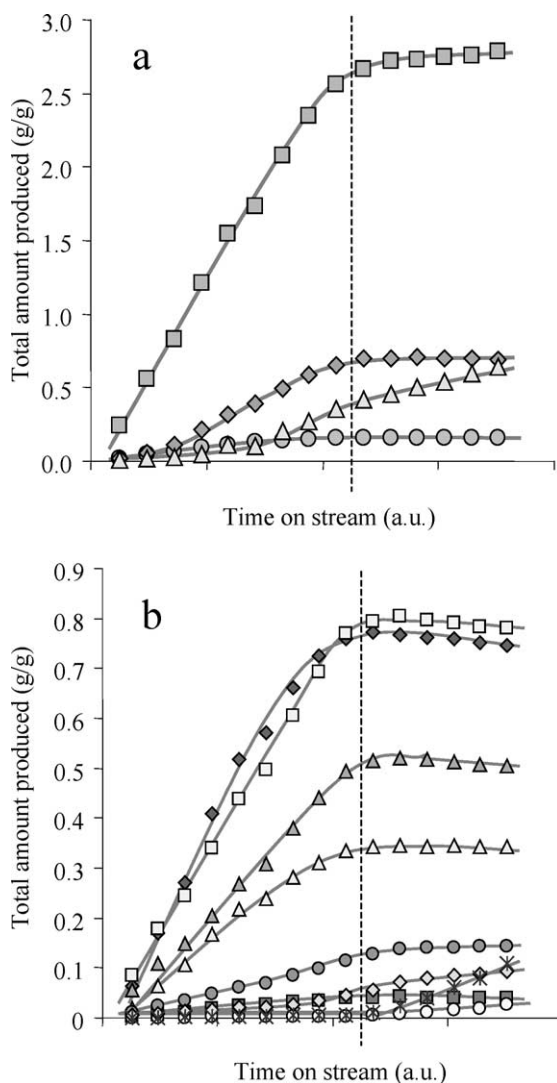 a
3.0
2.5
2.0
1.5
1.0
0.5
0.0
Total amount produced (g/g)
Time on stream (a.u.)
b
0.9
0.8
0.7
0.6
0.5
0.4
0.3
0.2
0.1
0
Total amount produced (g/g)
Time on stream (a.u.)